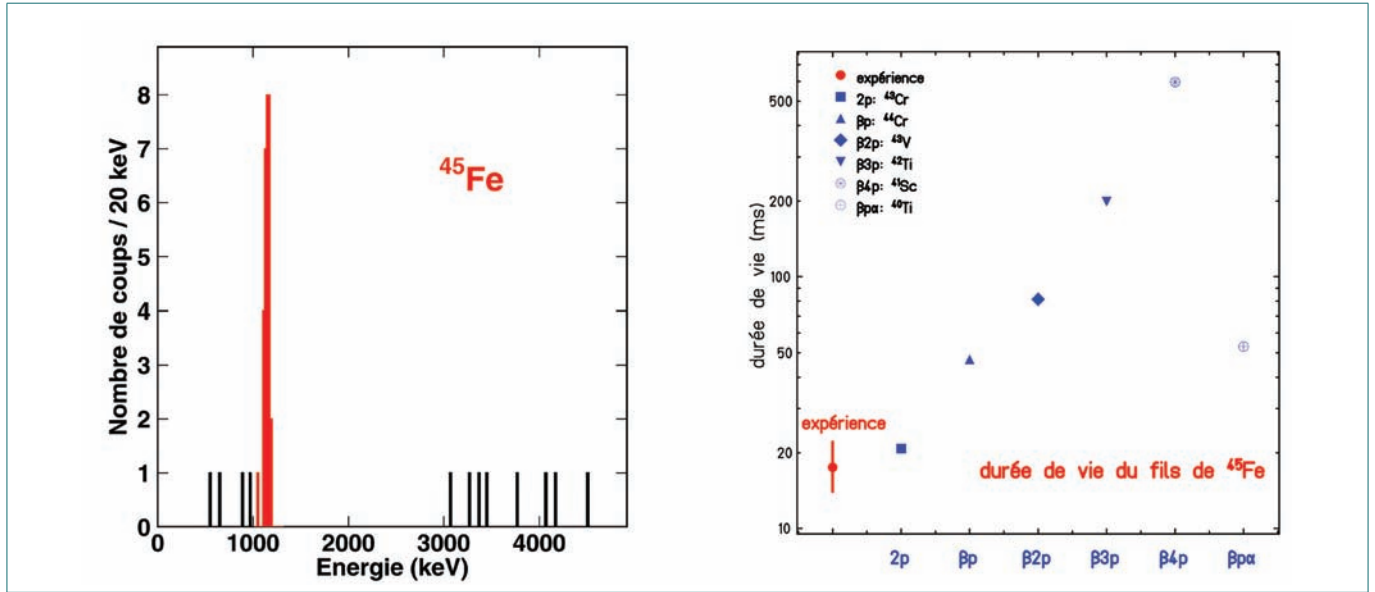 8
7
6
5
4
3
2
1
0
Nombre de coups / 20 keV
⁴⁵Fe
0 1000 2000 3000 4000
Energie (keV)
500
200
100
50
20
10
durée de vie (ms)
expérience
2p: ⁴³Cr
βp: ⁴⁴Cr
β2p: ⁴³V
β3p: ⁴²Ti
β4p: ⁴¹Sc
βpα: ⁴⁰Ti
expérience
durée de vie du fils de ⁴⁵Fe
2p βp β2p β3p β4p βpα